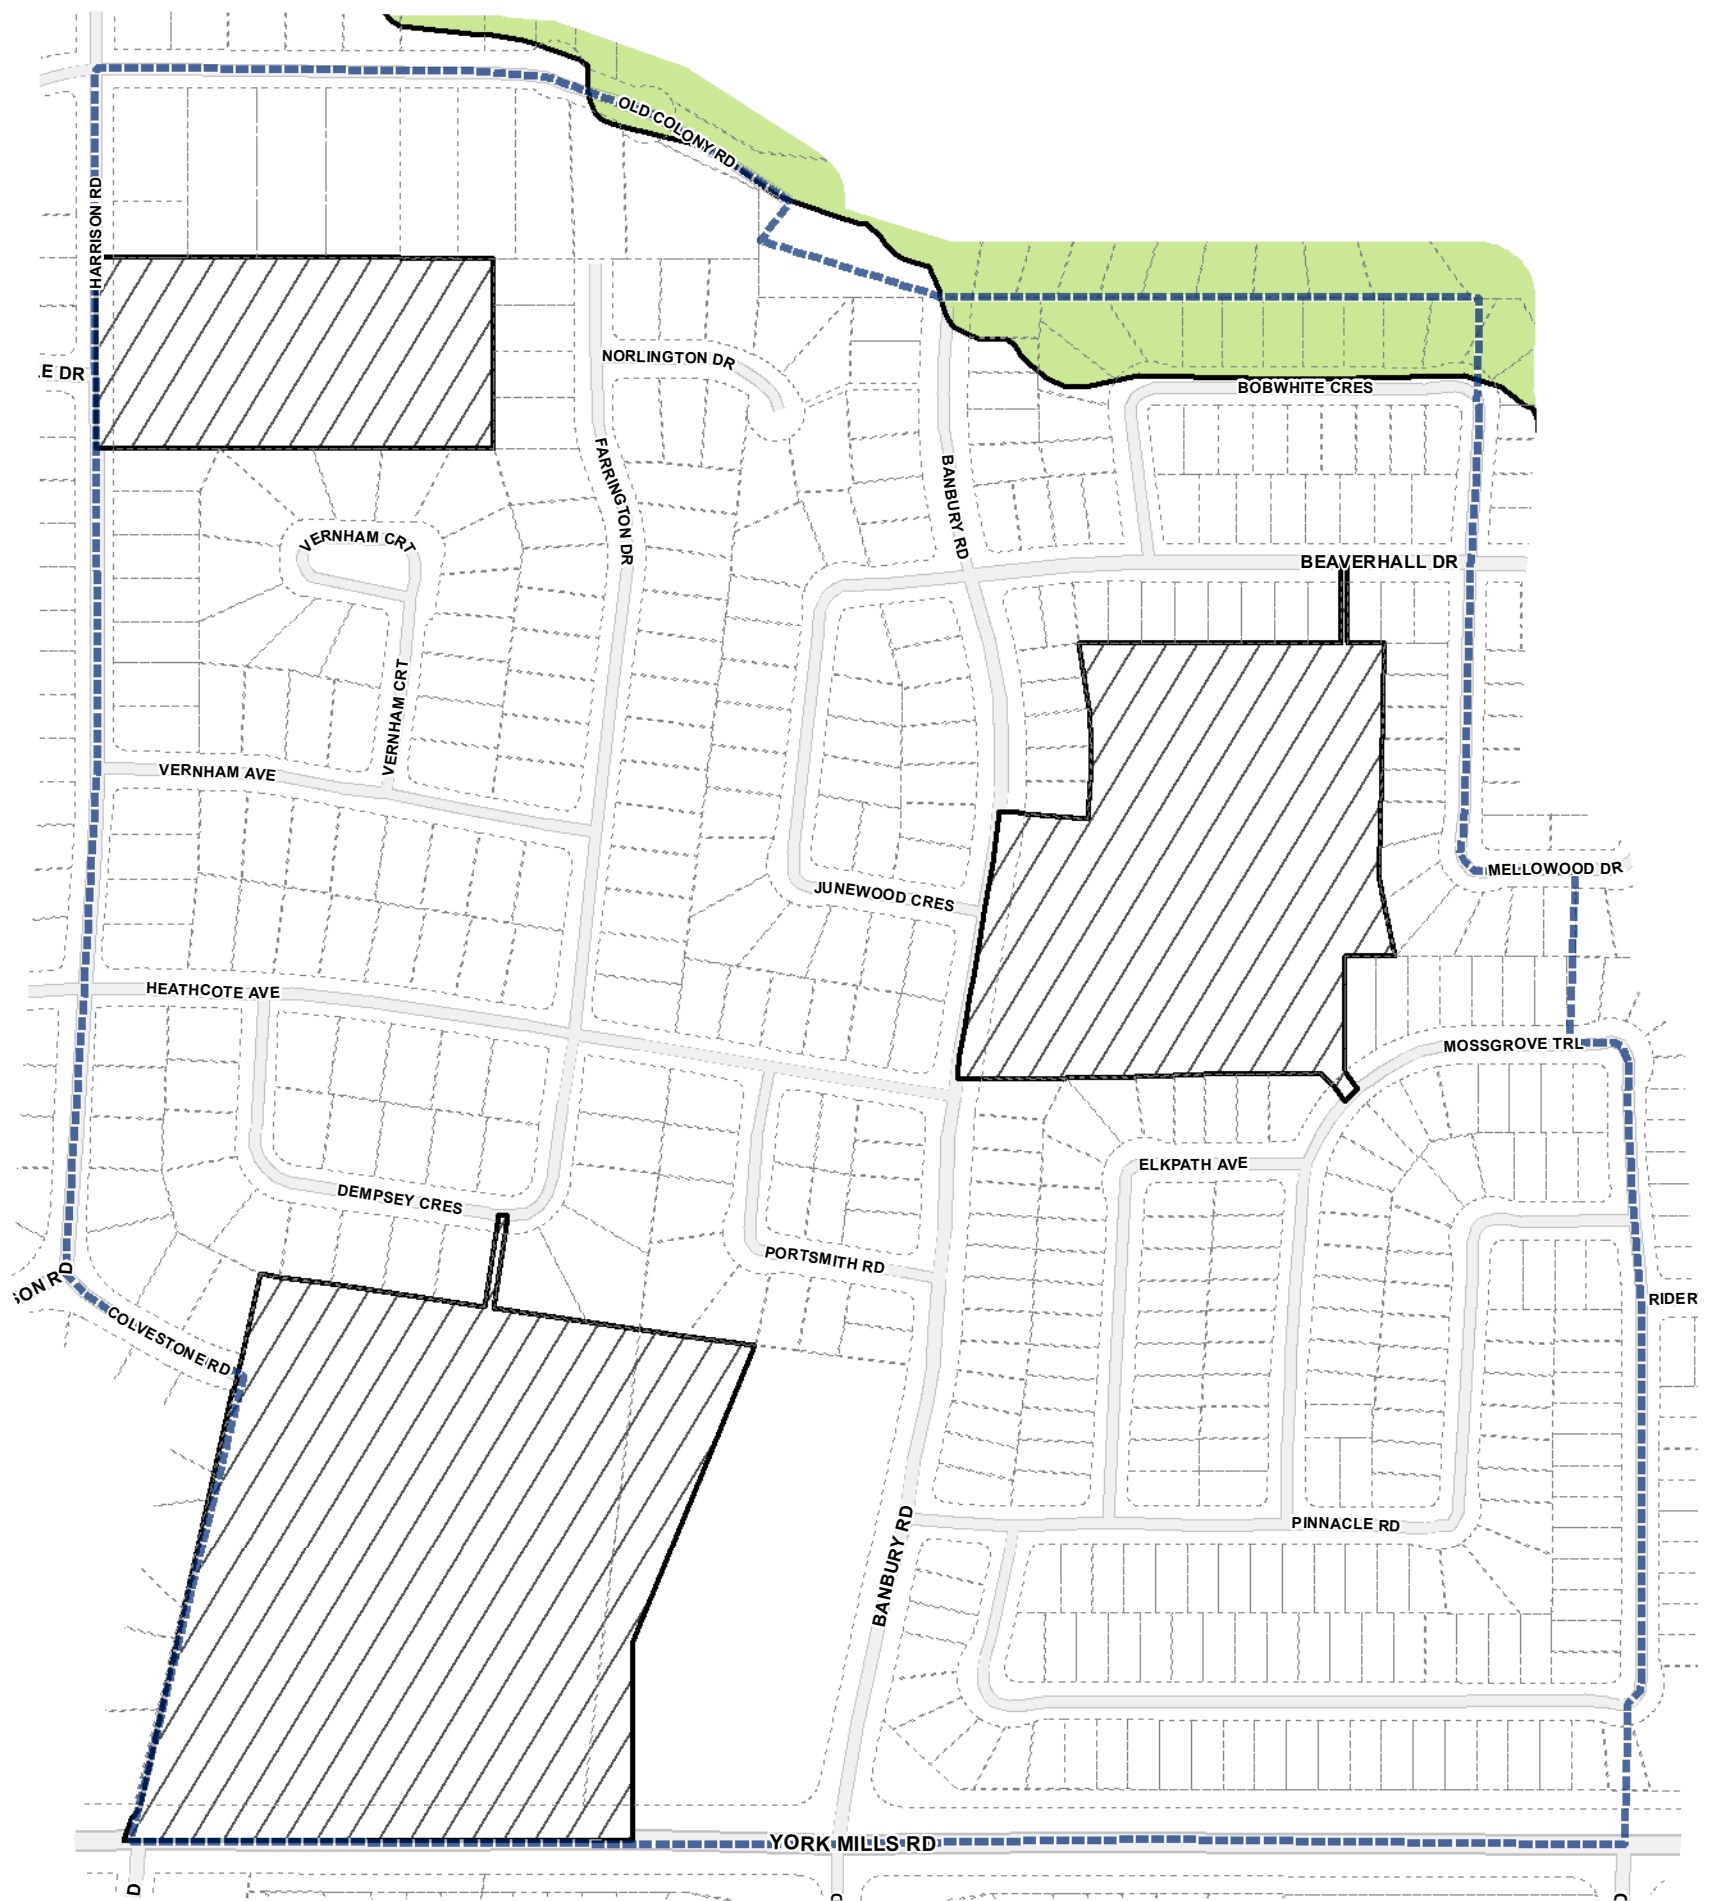 OLD COLONY RD
HARRISON RD
E DR
NORLINGTON DR
BOBWHITE CRES
FARRINGTON DR
BANBURY RD
VERNHAM CRT
BEAVERHALL DR
VERNHAM CRT
VERNHAM AVE
JUNEWOOD CRES
MELLOWOOD DR
HEATHCOTE AVE
MOSSGROVE TRL
ELKPATH AVE
DEMPSEY CRES
PORTSMITH RD
SON RD
RIDER
COLVESTONE RD
PINNACLE RD
BANBURY RD
YORK MILLS RD
D